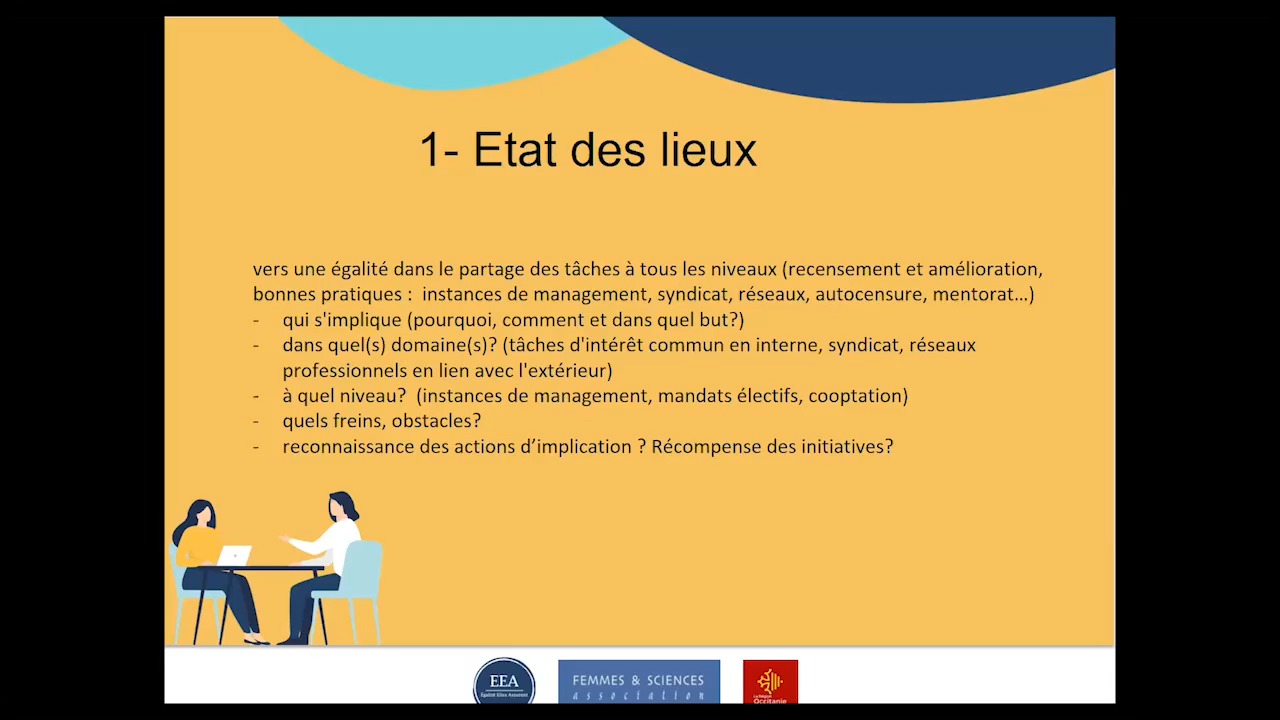 1- Etat des lieux
vers une égalité dans le partage des tâches à tous les niveaux (recensement et amélioration,
bonnes pratiques : instances de management, syndicat, réseaux, autocensure, mentorat…)
- qui s'implique (pourquoi, comment et dans quel but?)
- dans quel(s) domaine(s)? (tâches d'intérêt commun en interne, syndicat, réseaux
professionnels en lien avec l'extérieur)
- à quel niveau? (instances de management, mandats électifs, cooptation)
- quels freins, obstacles?
- reconnaissance des actions d’implication ? Récompense des initiatives?
EEA
Égalité Elles Assurent
FEMMES & SCIENCES
association
La Région
Occitanie